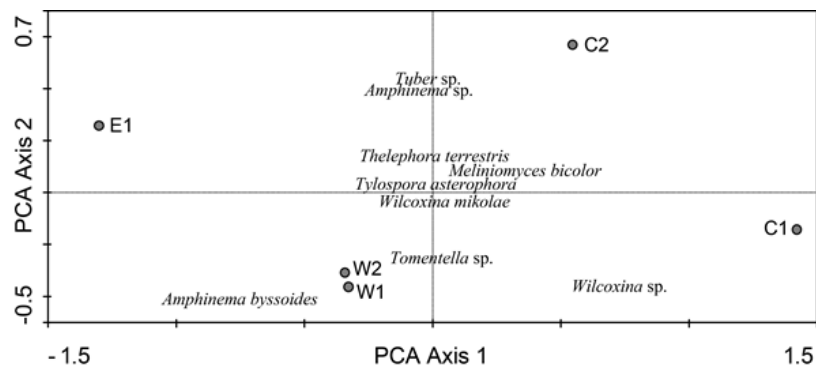 0.7
C2
Tuber sp.
Amphinema sp.
E1
PCA Axis 2
Thelephora terrestris
Meliniomyces bicolor
Tylospora asterophora
Wilcoxina mikolae
C1
Tomentella sp.
W2
Wilcoxina sp.
W1
Amphinema byssoides
-0.5
-1.5
PCA Axis 1
1.5